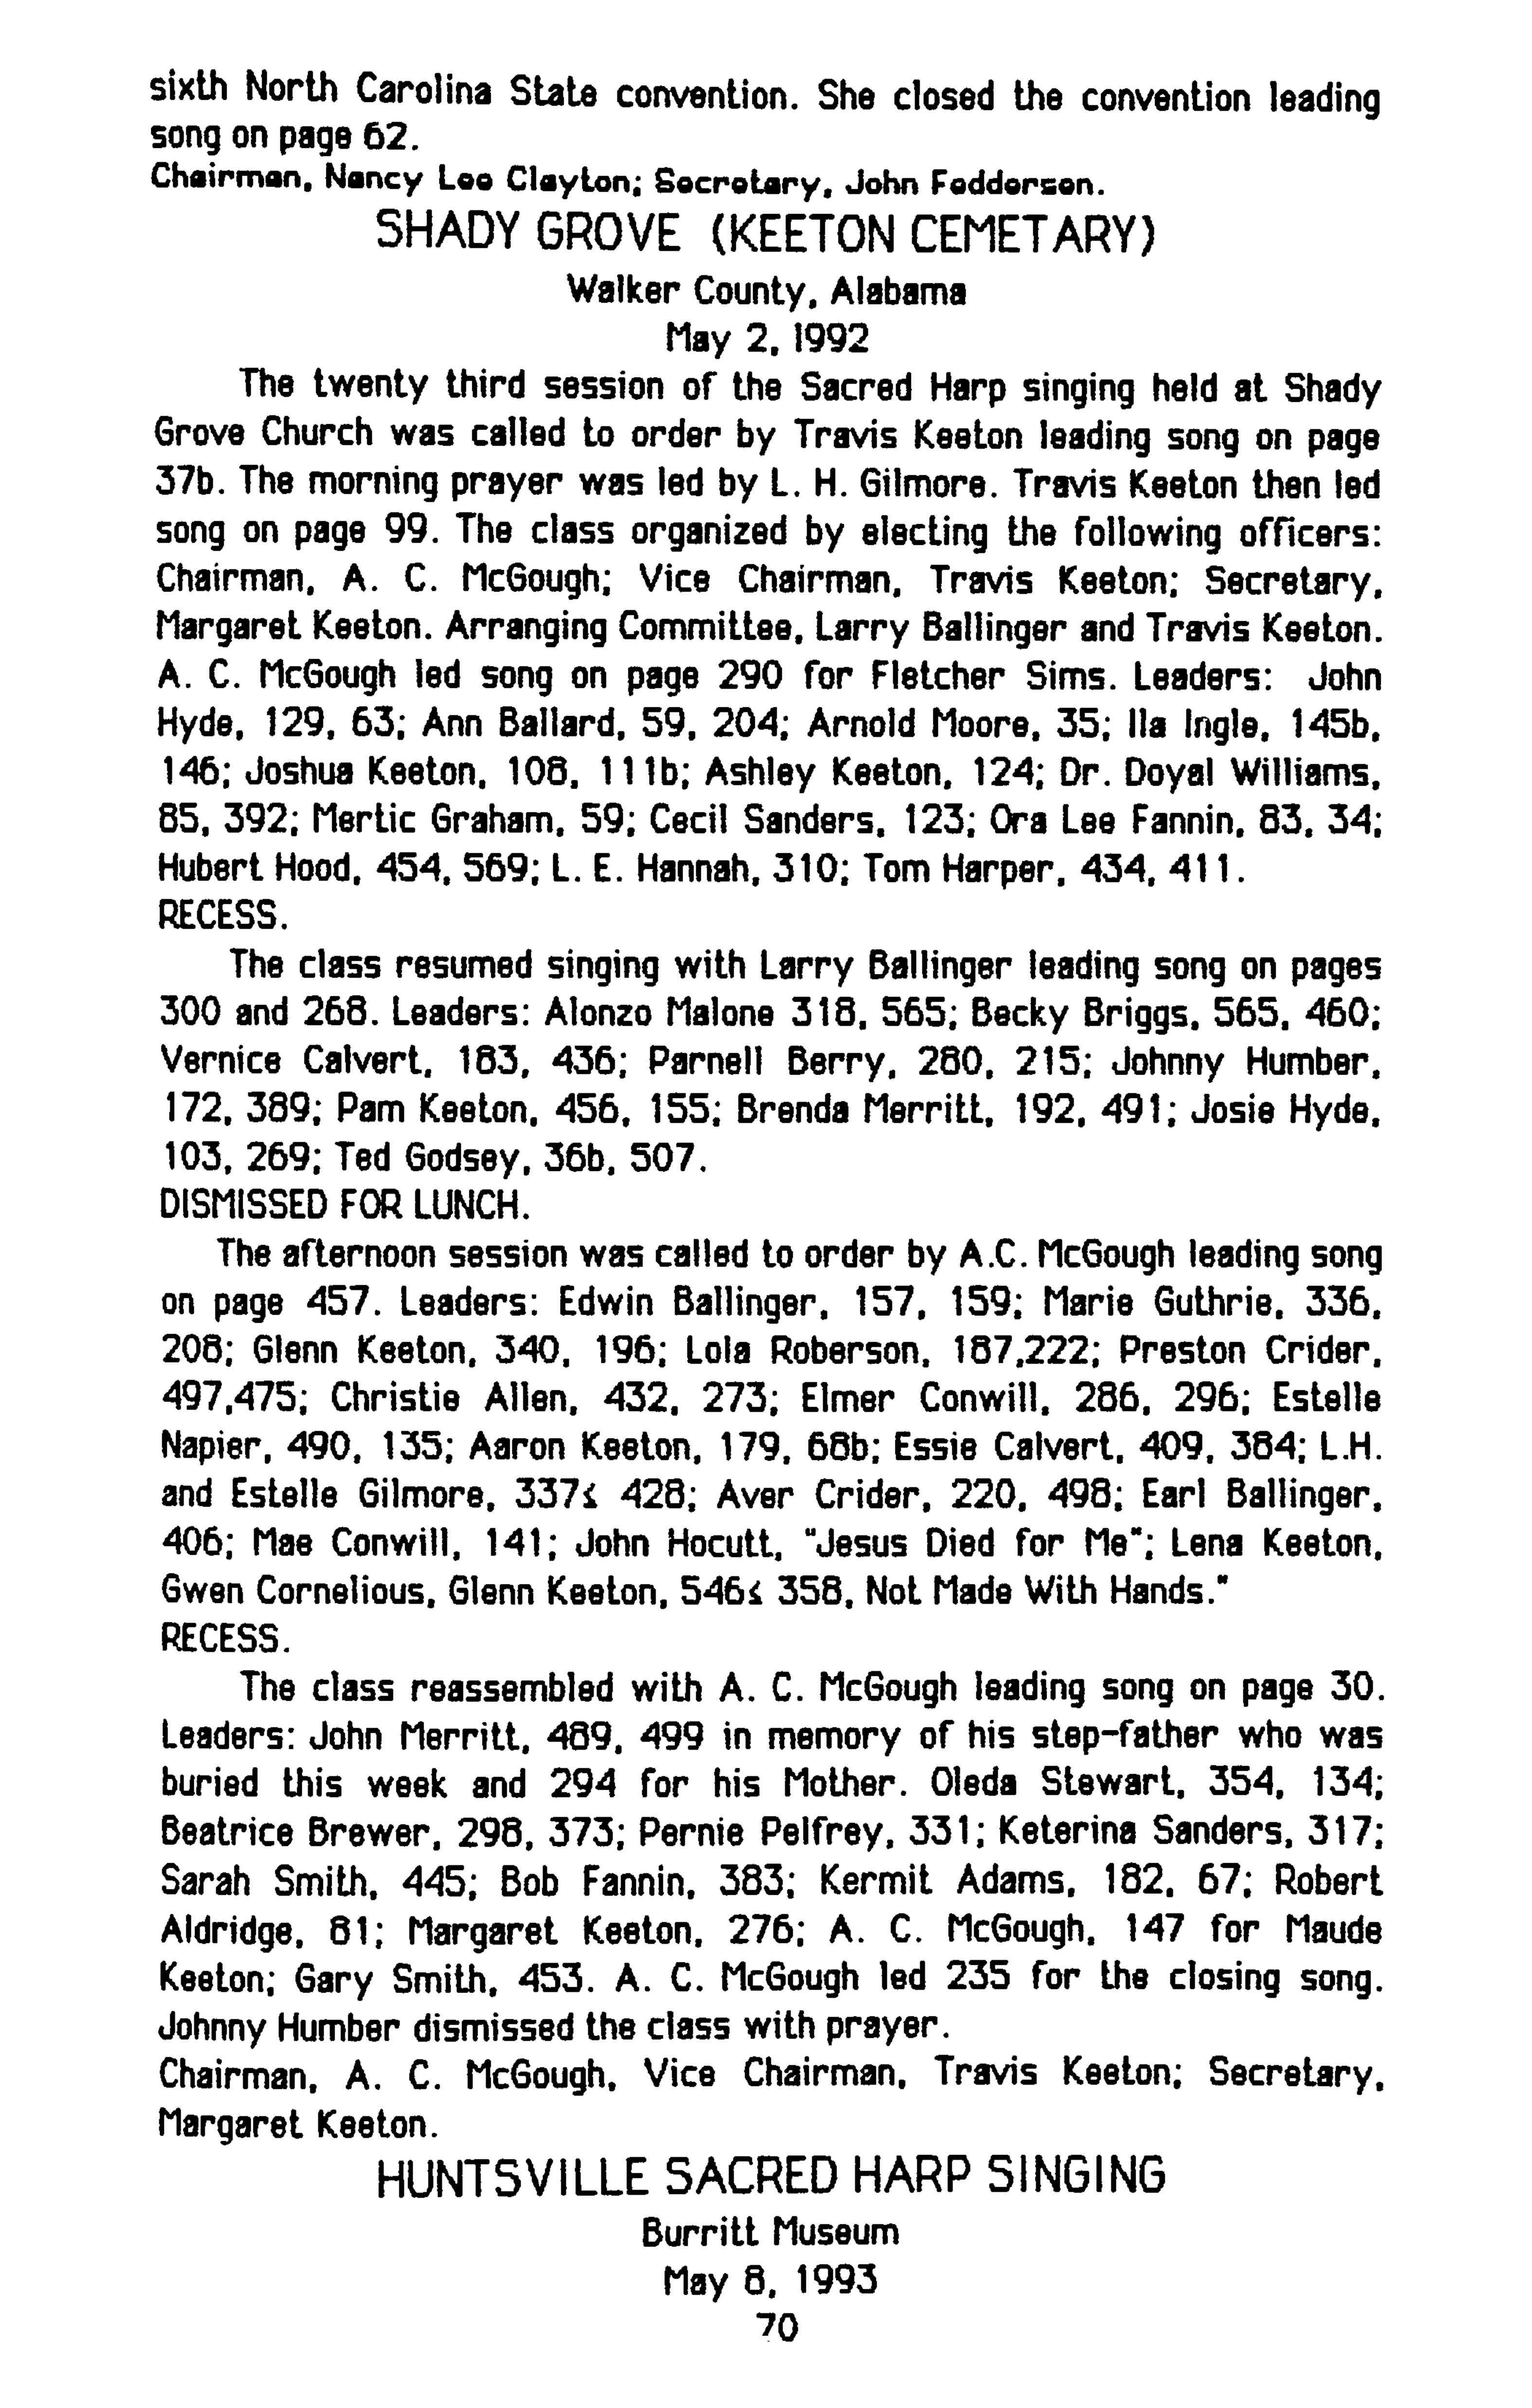 sixth North Carolina State convention. She closed the convention leading
song on page 62.
Chairman, Nancy Lee Clayton; Secretary, John Feddersen.
SHADY GROVE (KEETON CEMETARY)
Walker County, Alabama
May 2, 1992
The twenty third session of the Sacred Harp singing held at Shady
Grove Church was called to order by Travis Keeton leading song on page
37b. The morning prayer was led by L. H. Gilmore. Travis Keeton then led
song on page 99. The class organized by electing the following officers:
Chairman, A. C. McGough; Vice Chairman, Travis Keeton; Secretary,
Margaret Keeton. Arranging Committee, Larry Ballinger and Travis Keeton.
A. C. McGough led song on page 290 for Fletcher Sims. Leaders: John
Hyde, 129, 63; Ann Ballard, 59, 204; Arnold Moore, 35; Ila Ingle, 145b,
146; Joshua Keeton, 108, 111b; Ashley Keeton, 124; Dr. Doyal Williams,
85, 392; Mertic Graham, 59; Cecil Sanders, 123; Ora Lee Fannin, 83, 34;
Hubert Hood, 454, 569; L. E. Hannah, 310; Tom Harper, 434, 411.
RECESS.
The class resumed singing with Larry Ballinger leading song on pages
300 and 268. Leaders: Alonzo Malone 318, 565; Becky Briggs, 565, 460;
Vernice Calvert, 183, 436; Parnell Berry, 280, 215; Johnny Humber,
172, 389; Pam Keeton, 456, 155; Brenda Merritt, 192, 491; Josie Hyde,
103, 269; Ted Godsey, 36b, 507.
DISMISSED FOR LUNCH.
The afternoon session was called to order by A.C. McGough leading song
on page 457. Leaders: Edwin Ballinger, 157, 159; Marie Guthrie, 336,
208; Glenn Keeton, 340, 196; Lola Roberson, 187,222; Preston Crider,
497,475; Christie Allen, 432, 273; Elmer Conwill, 286, 296; Estelle
Napier, 490, 135; Aaron Keeton, 179, 68b; Essie Calvert, 409, 384; L.H.
and Estelle Gilmore, 337š 428; Aver Crider, 220, 498; Earl Ballinger,
406; Mae Conwill, 141; John Hocutt, "Jesus Died for Me"; Lena Keeton,
Gwen Cornelious, Glenn Keeton, 546š 358, Not Made With Hands."
RECESS.
The class reassembled with A. C. McGough leading song on page 30.
Leaders: John Merritt, 489, 499 in memory of his step-father who was
buried this week and 294 for his Mother. Oleda Stewart, 354, 134;
Beatrice Brewer, 298, 373; Pernie Pelfrey, 331; Keterina Sanders, 317;
Sarah Smith, 445; Bob Fannin, 383; Kermit Adams, 182, 67; Robert
Aldridge, 81; Margaret Keeton, 276; A. C. McGough, 147 for Maude
Keeton; Gary Smith, 453. A. C. McGough led 235 for the closing song.
Johnny Humber dismissed the class with prayer.
Chairman, A. C. McGough, Vice Chairman, Travis Keeton; Secretary,
Margaret Keeton.
HUNTSVILLE SACRED HARP SINGING
Burritt Museum
May 8, 1993
70